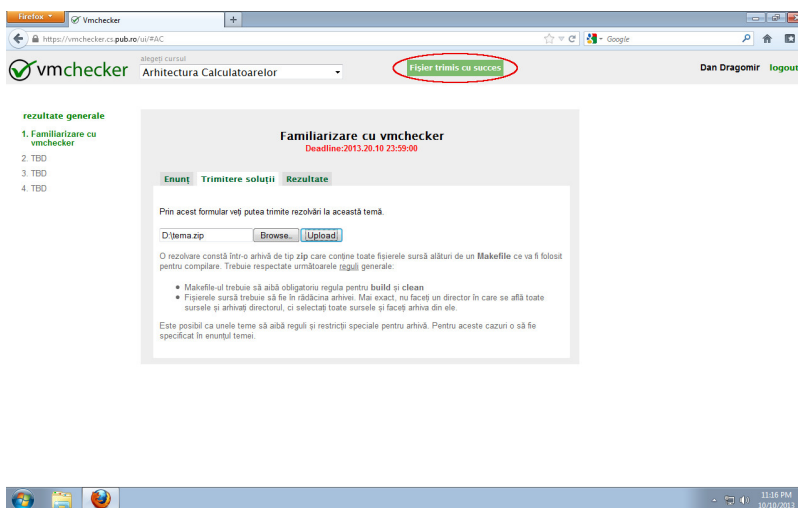 Firefox
Vmchecker
https://vmchecker.cs.pub.ro/ui/#AC
Google
vmchecker
alegeți cursul
Arhitectura Calculatoarelor
Fișier trimis cu succes
Dan Dragomir logout
rezultate generale
1. Familiarizare cu
vmchecker
2. TBD
3. TBD
4. TBD
Familiarizare cu vmchecker
Deadline:2013.20.10 23:59:00
Enunț Trimitere soluții Rezultate
Prin acest formular veți putea trimite rezolvări la această temă.
D:\tema.zip Browse.. Upload
O rezolvare constă într-o arhivă de tip zip care conține toate fișierele sursă alături de un Makefile ce va fi folosit
pentru compilare. Trebuie respectate următoarele reguli generale:
Makefile-ul trebuie să aibă obligatoriu regula pentru build și clean
Fișierele sursă trebuie să fie în rădăcina arhivei. Mai exact, nu faceți un director în care se află toate
sursele și arhivați directorul, ci selectați toate sursele și faceți arhiva din ele.
Este posibil ca unele teme să aibă reguli și restricții speciale pentru arhivă. Pentru aceste cazuri o să fie
specificat în enunțul temei.
11:16 PM
10/10/2013